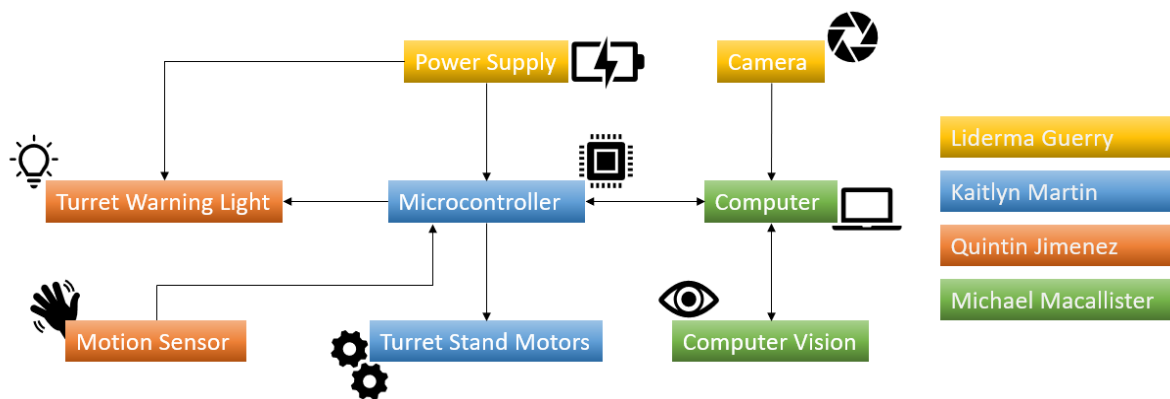 Power Supply
Camera
Liderma Guerry
Turret Warning Light
Microcontroller
Computer
Kaitlyn Martin
Quintin Jimenez
Michael Macallister
Motion Sensor
Turret Stand Motors
Computer Vision